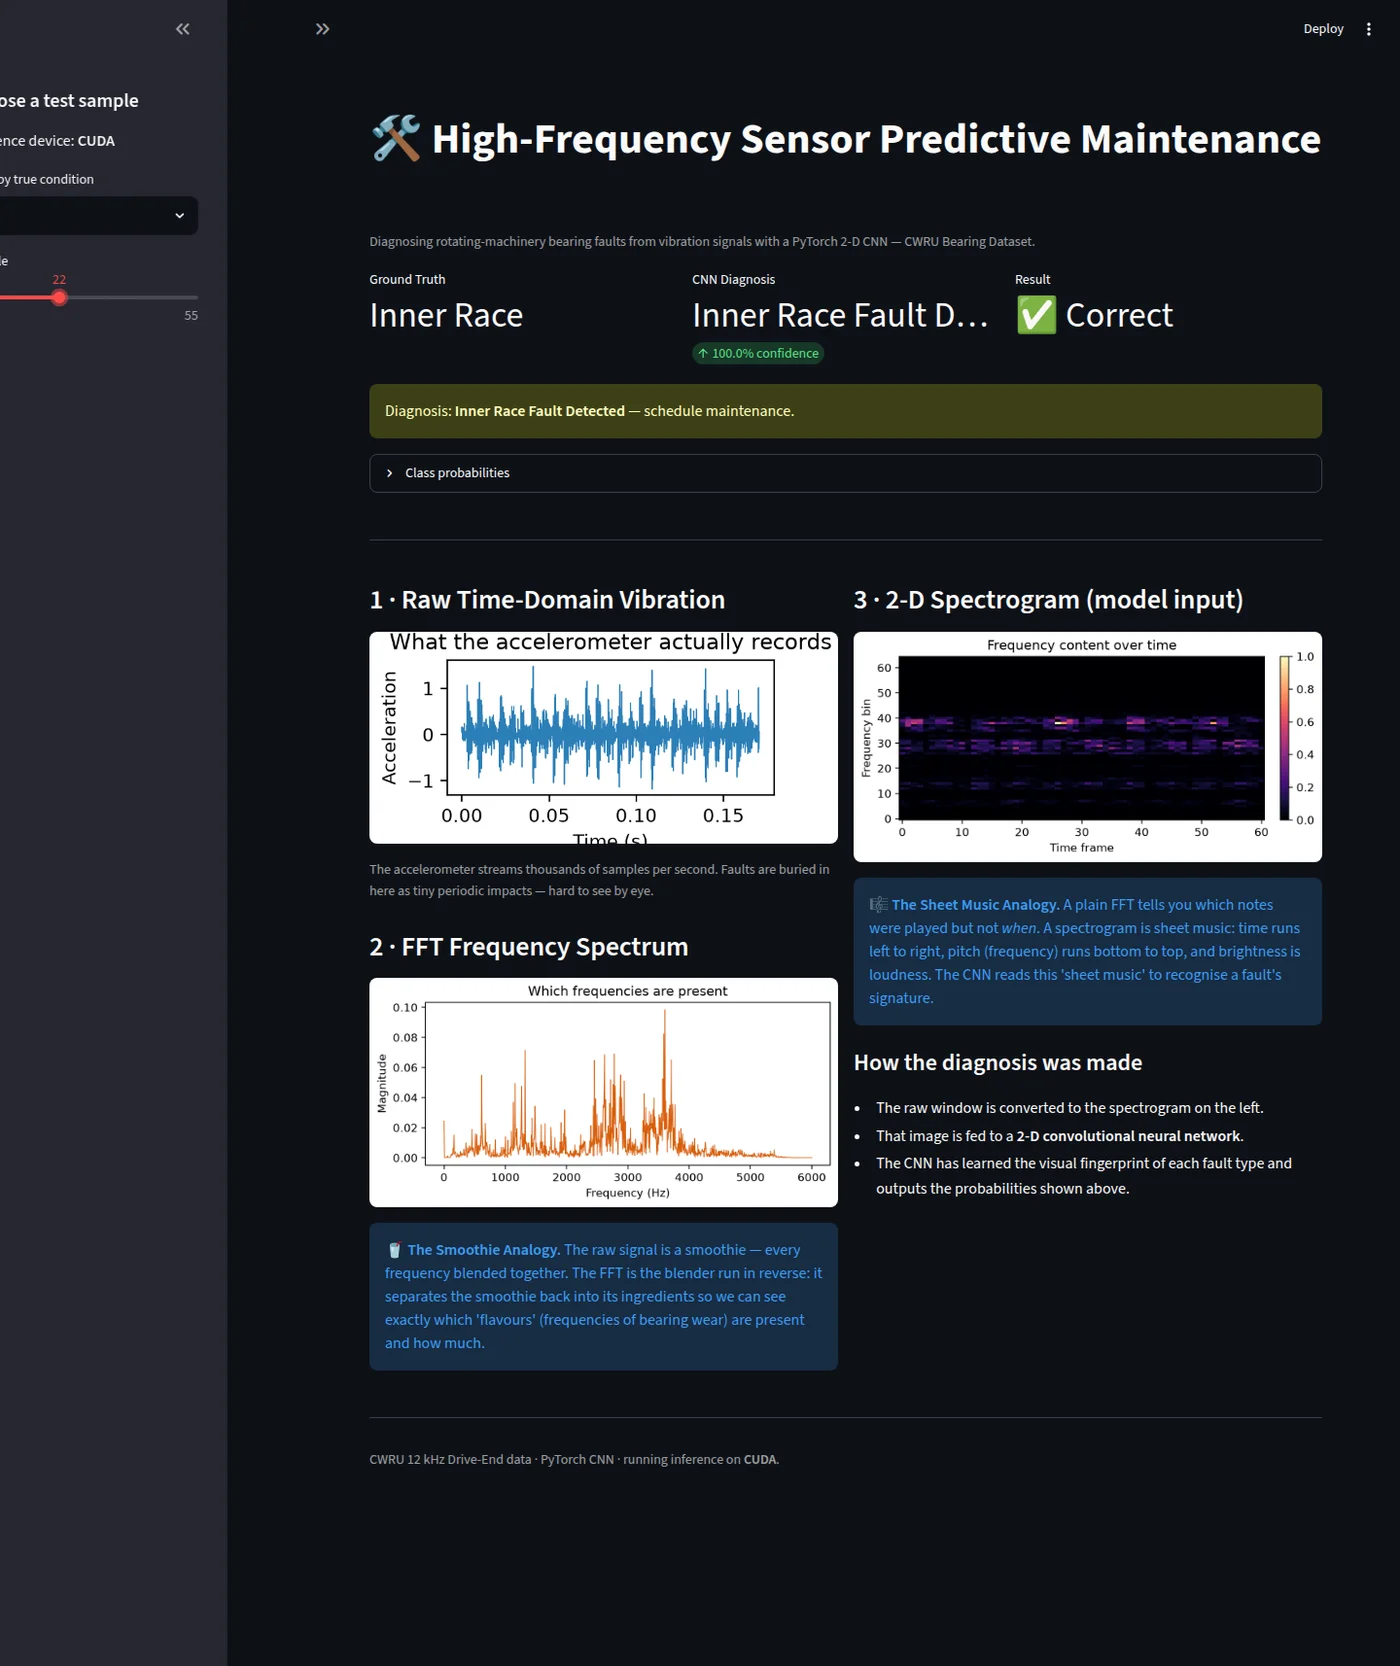 Deploy
ose a test sample
ence device: CUDA
by true condition
le
22
55
🛠️ High-Frequency Sensor Predictive Maintenance
Diagnosing rotating-machinery bearing faults from vibration signals with a PyTorch 2-D CNN — CWRU Bearing Dataset.
Ground Truth
Inner Race
CNN Diagnosis
Inner Race Fault D...
↑ 100.0% confidence
Result
✅ Correct
Diagnosis: Inner Race Fault Detected — schedule maintenance.
Class probabilities
1 · Raw Time-Domain Vibration
What the accelerometer actually records
Acceleration
1
0
−1
0.00 0.05 0.10 0.15
Time (s)
The accelerometer streams thousands of samples per second. Faults are buried in
here as tiny periodic impacts — hard to see by eye.
2 · FFT Frequency Spectrum
Which frequencies are present
Magnitude
0.10
0.08
0.06
0.04
0.02
0.00
0 1000 2000 3000 4000 5000 6000
Frequency (Hz)
🥤 The Smoothie Analogy. The raw signal is a smoothie — every
frequency blended together. The FFT is the blender run in reverse: it
separates the smoothie back into its ingredients so we can see
exactly which 'flavours' (frequencies of bearing wear) are present
and how much.
3 · 2-D Spectrogram (model input)
Frequency content over time
Frequency bin
60
50
40
30
20
10
0
0 10 20 30 40 50 60
Time frame
1.0
0.8
0.6
0.4
0.2
0.0
🎼 The Sheet Music Analogy. A plain FFT tells you which notes
were played but not when. A spectrogram is sheet music: time runs
left to right, pitch (frequency) runs bottom to top, and brightness is
loudness. The CNN reads this 'sheet music' to recognise a fault's
signature.
How the diagnosis was made
• The raw window is converted to the spectrogram on the left.
• That image is fed to a 2-D convolutional neural network.
• The CNN has learned the visual fingerprint of each fault type and
outputs the probabilities shown above.
CWRU 12 kHz Drive-End data · PyTorch CNN · running inference on CUDA.